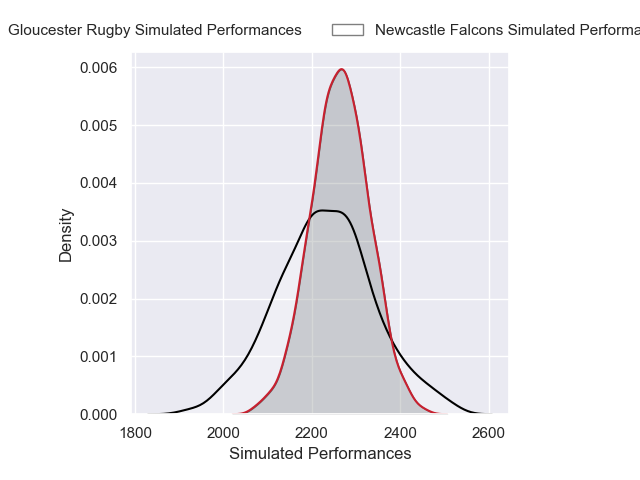 Gloucester Rugby Simulated Performances Newcastle Falcons Simulated Performa
0.006
0.005
0.004
0.003
0.002
0.001
0.000
Density
1800 2000 2200 2400 2600
Simulated Performances